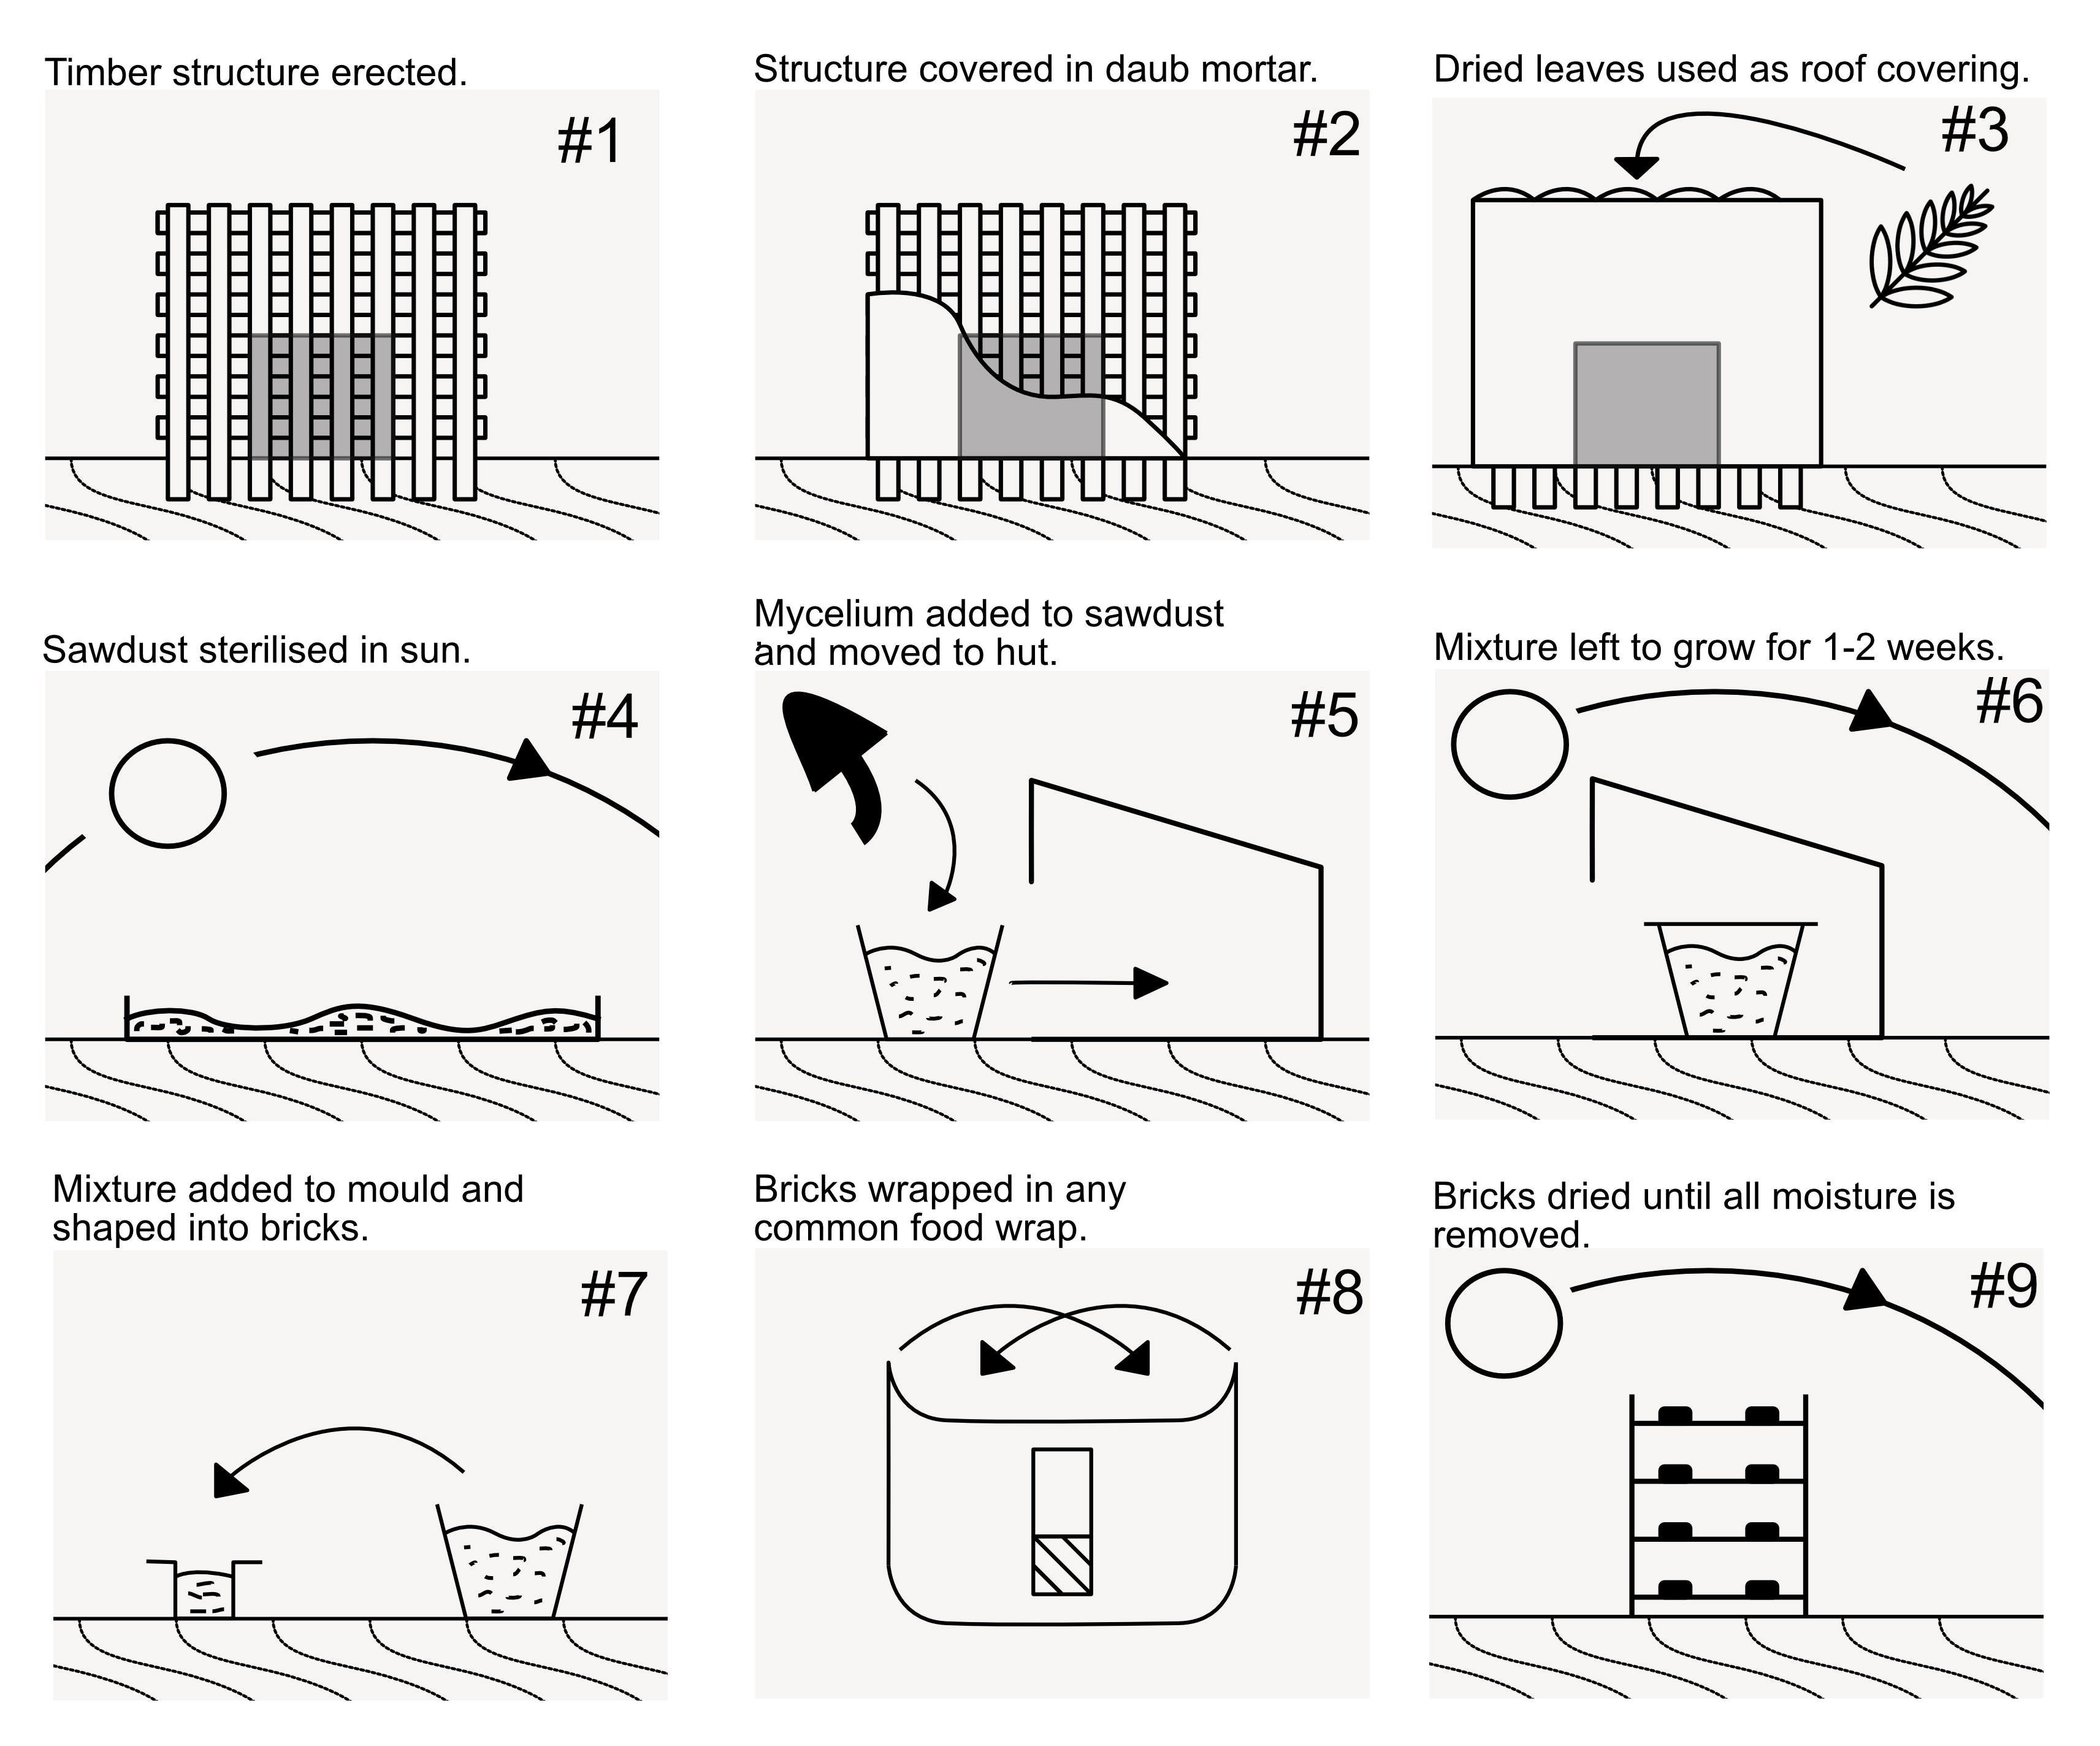 Timber structure erected.
#1
Structure covered in daub mortar.
#2
Dried leaves used as roof covering.
#3
Sawdust sterilised in sun.
#4
Mycelium added to sawdust
and moved to hut.
#5
Mixture left to grow for 1-2 weeks.
#6
Mixture added to mould and
shaped into bricks.
#7
Bricks wrapped in any
common food wrap.
#8
Bricks dried until all moisture is
removed.
#9